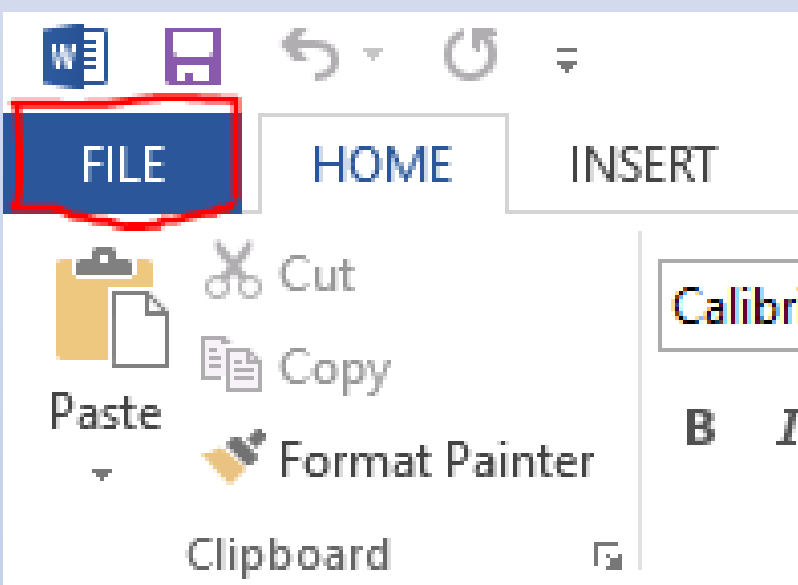 W
FILE HOME INSERT
Cut
Calibri
Copy
Paste
B I
Format Painter
Clipboard